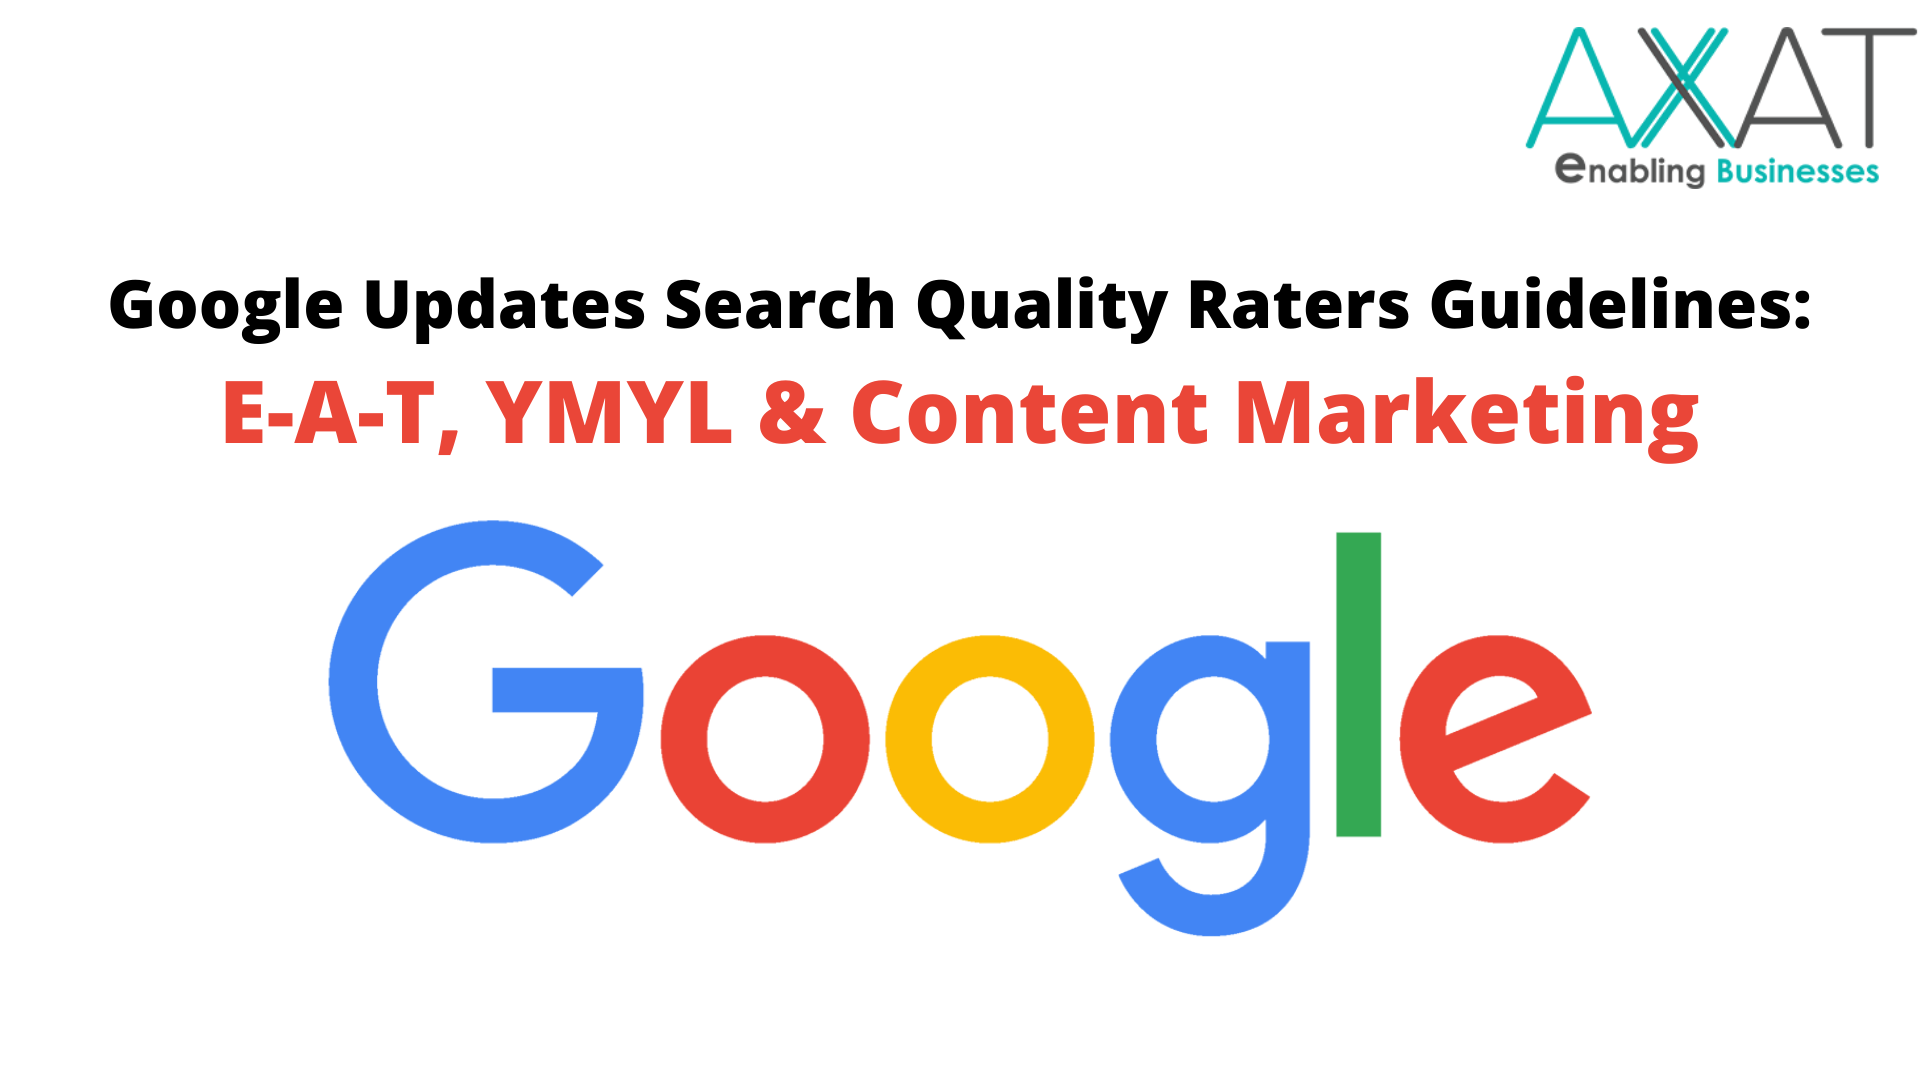 AXAT
enabling Businesses
Google Updates Search Quality Raters Guidelines:
E-A-T, YMYL & Content Marketing
Google